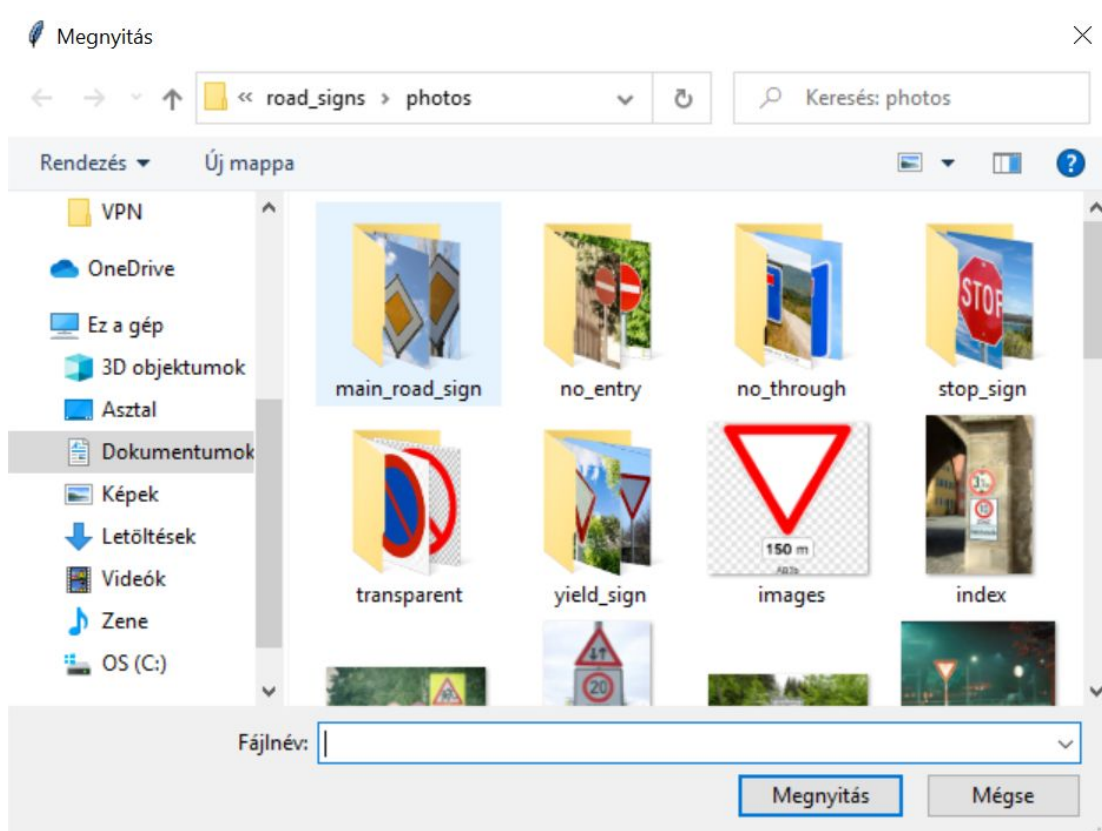 Megnyitás
« road_signs › photos
Keresés: photos
Rendezés
Új mappa
?
VPN
OneDrive
Ez a gép
3D objektumok
Asztal
Dokumentumok
Képek
Letöltések
Videók
Zene
OS (C:)
main_road_sign
no_entry
no_through
STOP
stop_sign
transparent
yield_sign
150 m
images
index
20
Fájlnév:
Megnyitás
Mégse